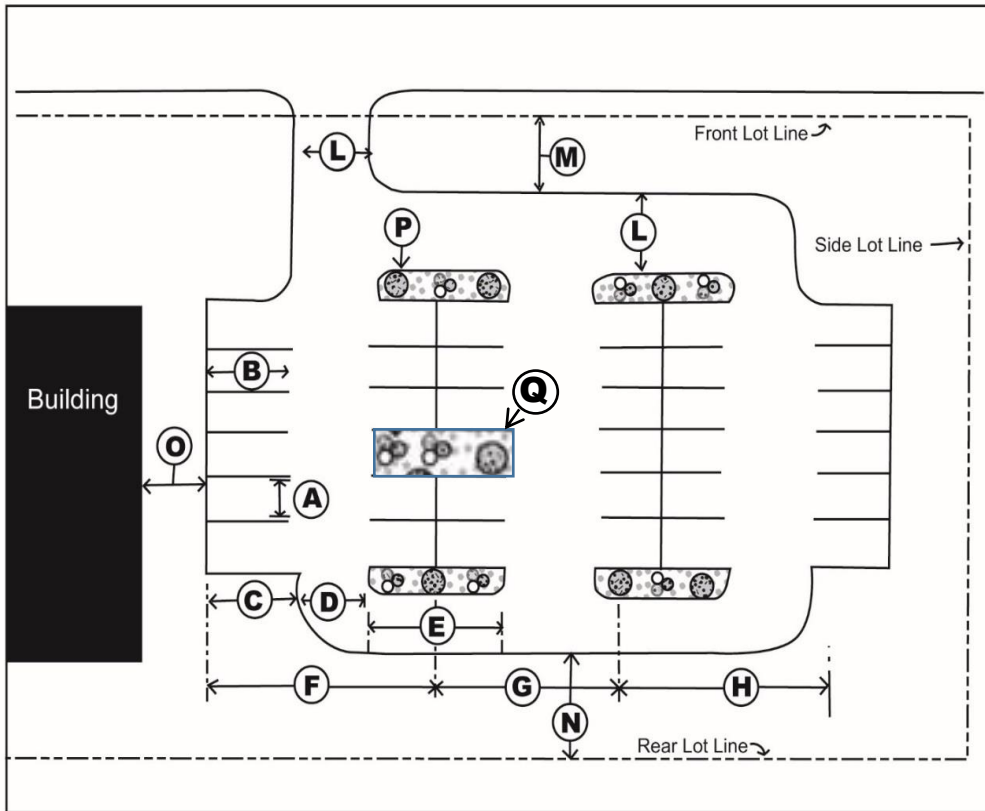 Front Lot Line
L
M
P
L
Side Lot Line
B
Building
Q
O
A
C
D
E
F
G
H
N
Rear Lot Line